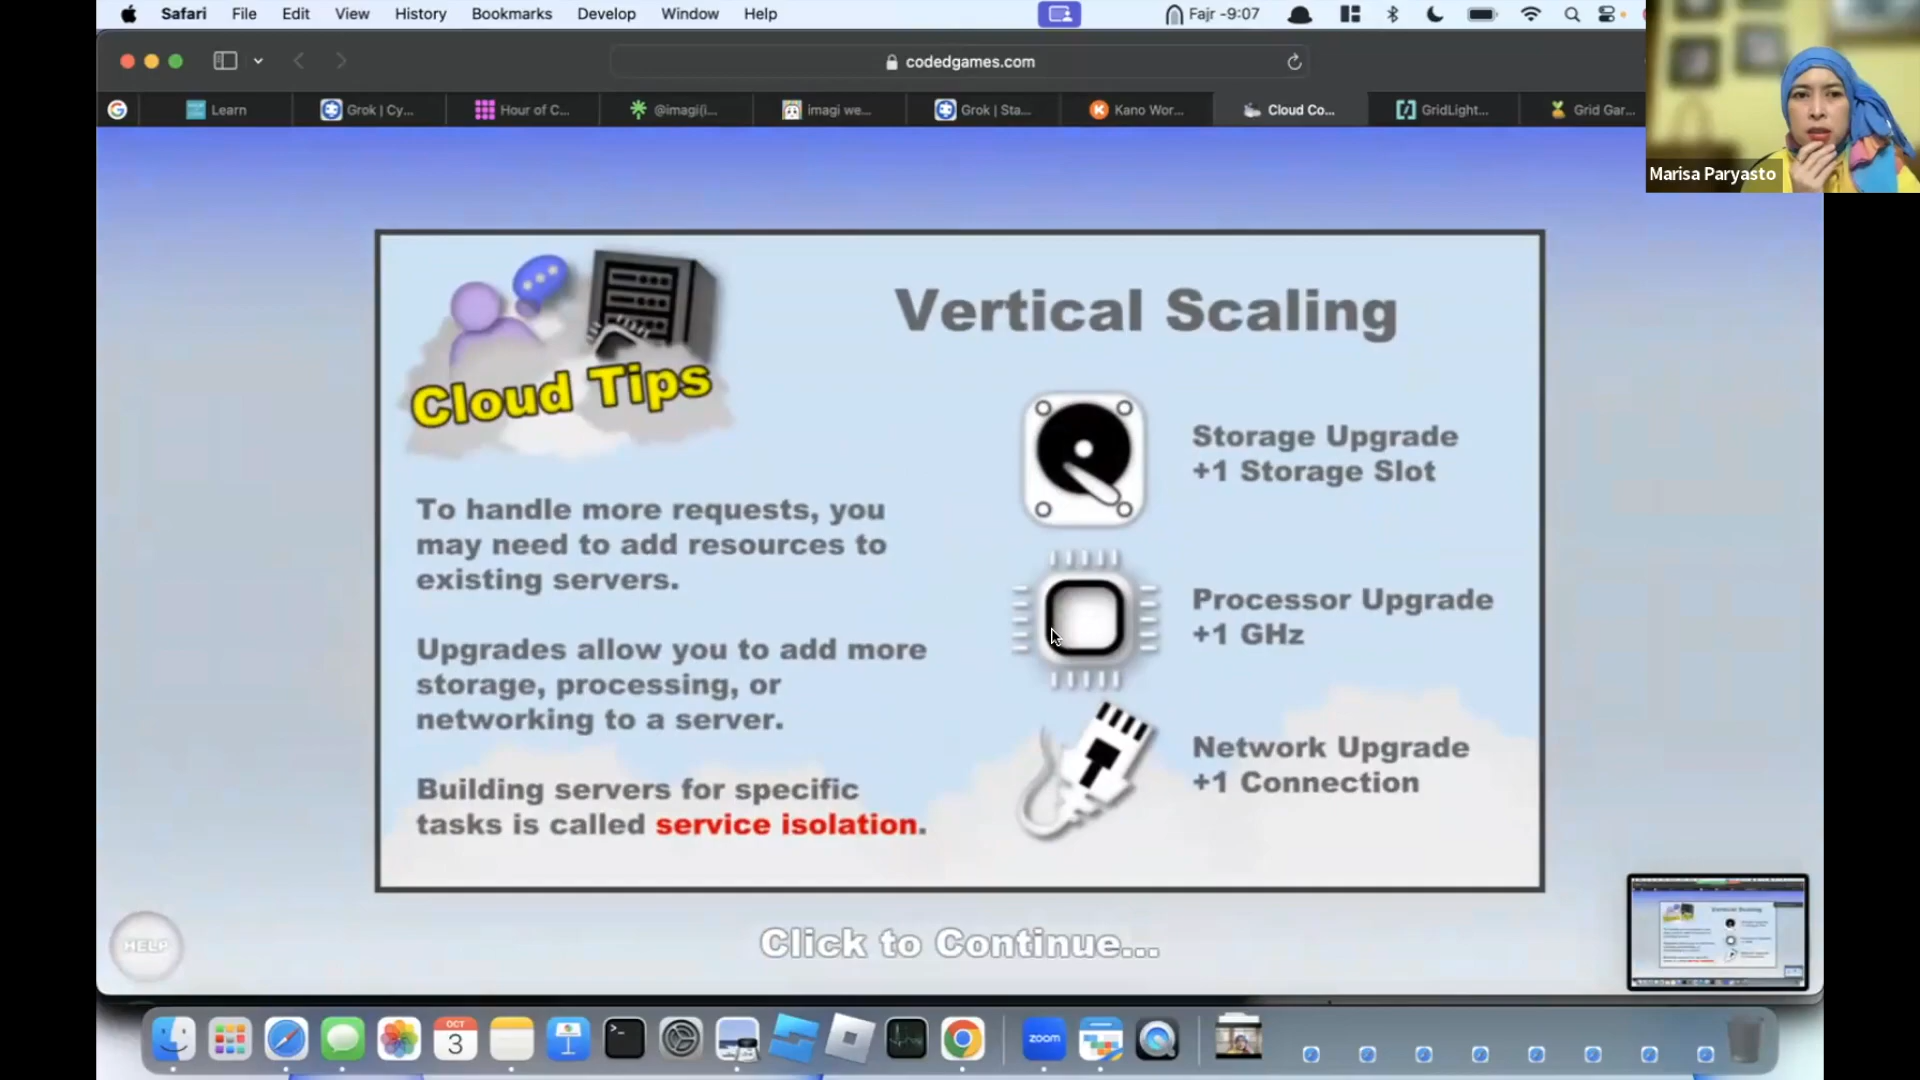 Safari File Edit View History Bookmarks Develop Window Help Fajr -9:07
codedgames.com
Learn Grok | Cy... Hour of C... @imagi(i... imagi we... Grok | Sta... Kano Wor... Cloud Co... GridLight... Grid Gar...
Marisa Paryasto
Cloud Tips
Vertical Scaling
To handle more requests, you
may need to add resources to
existing servers.
Upgrades allow you to add more
storage, processing, or
networking to a server.
Building servers for specific
tasks is called service isolation.
Storage Upgrade
+1 Storage Slot
Processor Upgrade
+1 GHz
Network Upgrade
+1 Connection
HELP
Click to Continue...
OCT
3
zoom